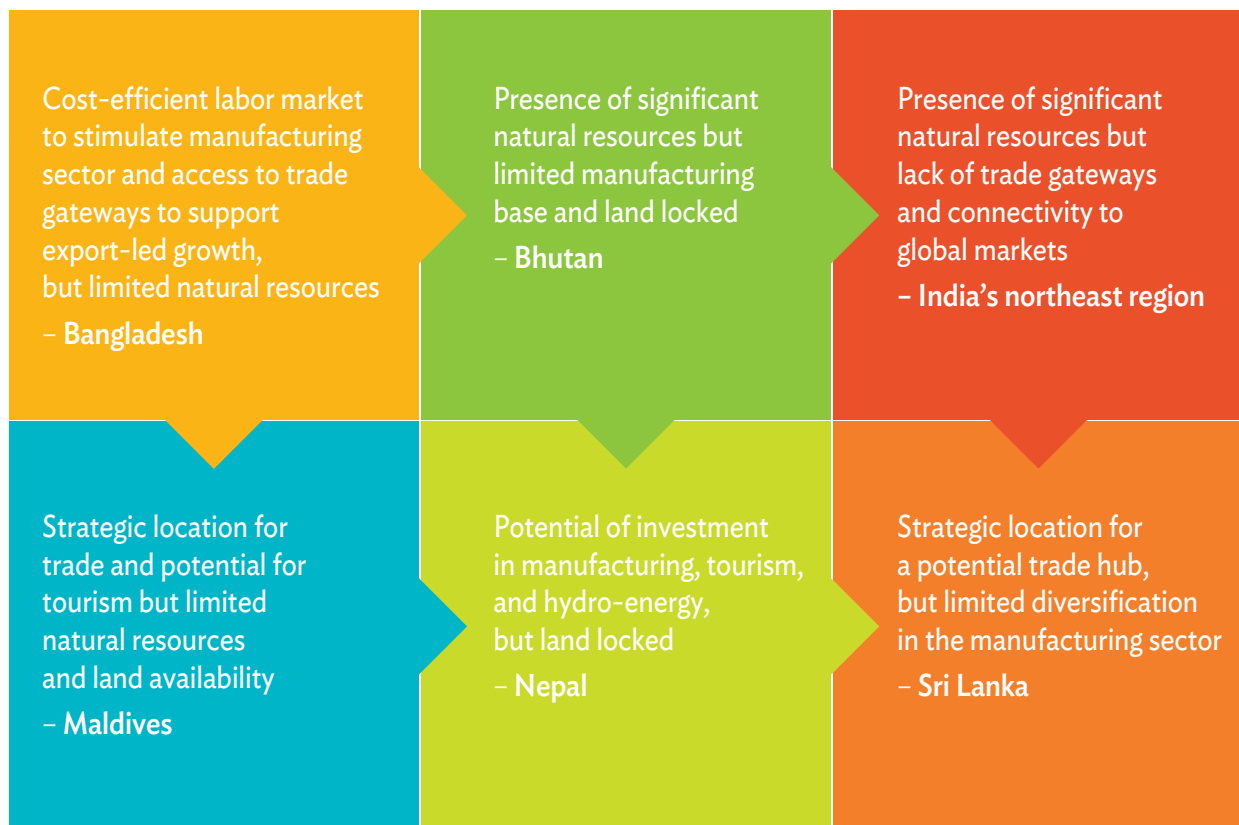 Cost-efficient labor market
to stimulate manufacturing
sector and access to trade
gateways to support
export-led growth,
but limited natural resources
– Bangladesh
Presence of significant
natural resources but
limited manufacturing
base and land locked
– Bhutan
Presence of significant
natural resources but
lack of trade gateways
and connectivity to
global markets
– India’s northeast region
Strategic location for
trade and potential for
tourism but limited
natural resources
and land availability
– Maldives
Potential of investment
in manufacturing, tourism,
and hydro-energy,
but land locked
– Nepal
Strategic location for
a potential trade hub,
but limited diversification
in the manufacturing sector
– Sri Lanka